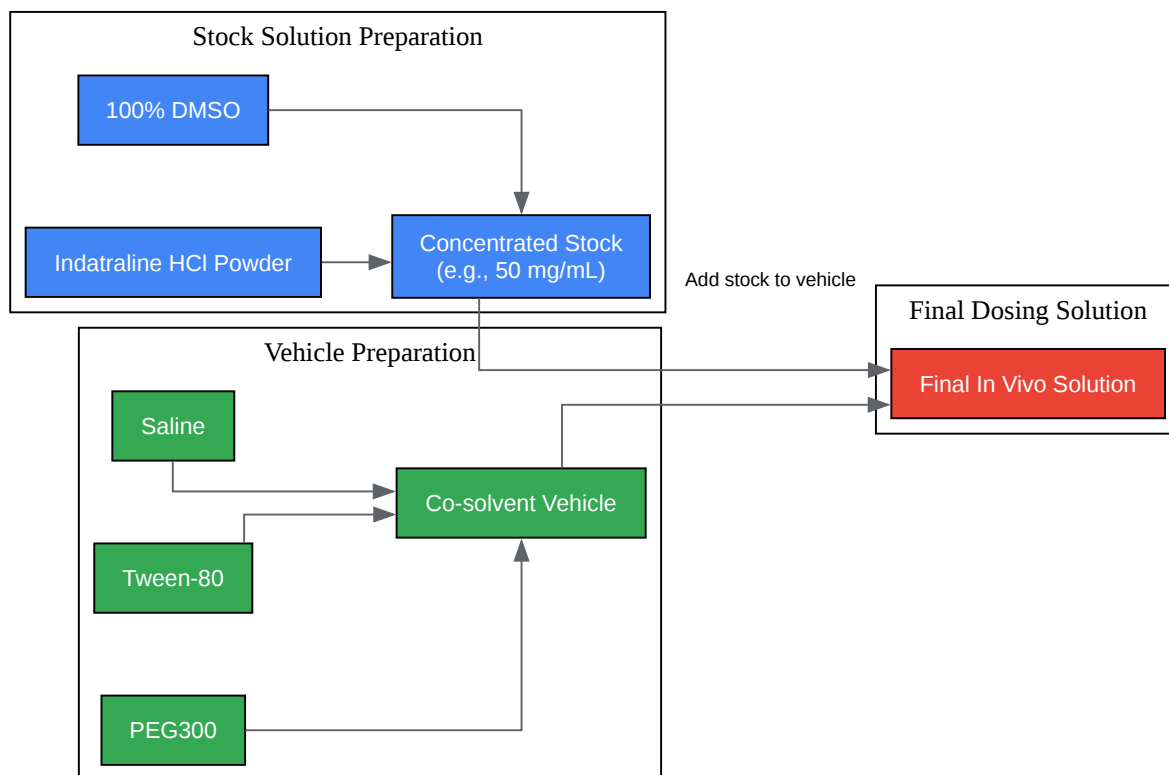 Stock Solution Preparation
100% DMSO
Indatraline HCl Powder
Concentrated Stock
(e.g., 50 mg/mL)
Add stock to vehicle
Final Dosing Solution
Final In Vivo Solution
Vehicle Preparation
Saline
Co-solvent Vehicle
Tween-80
PEG300